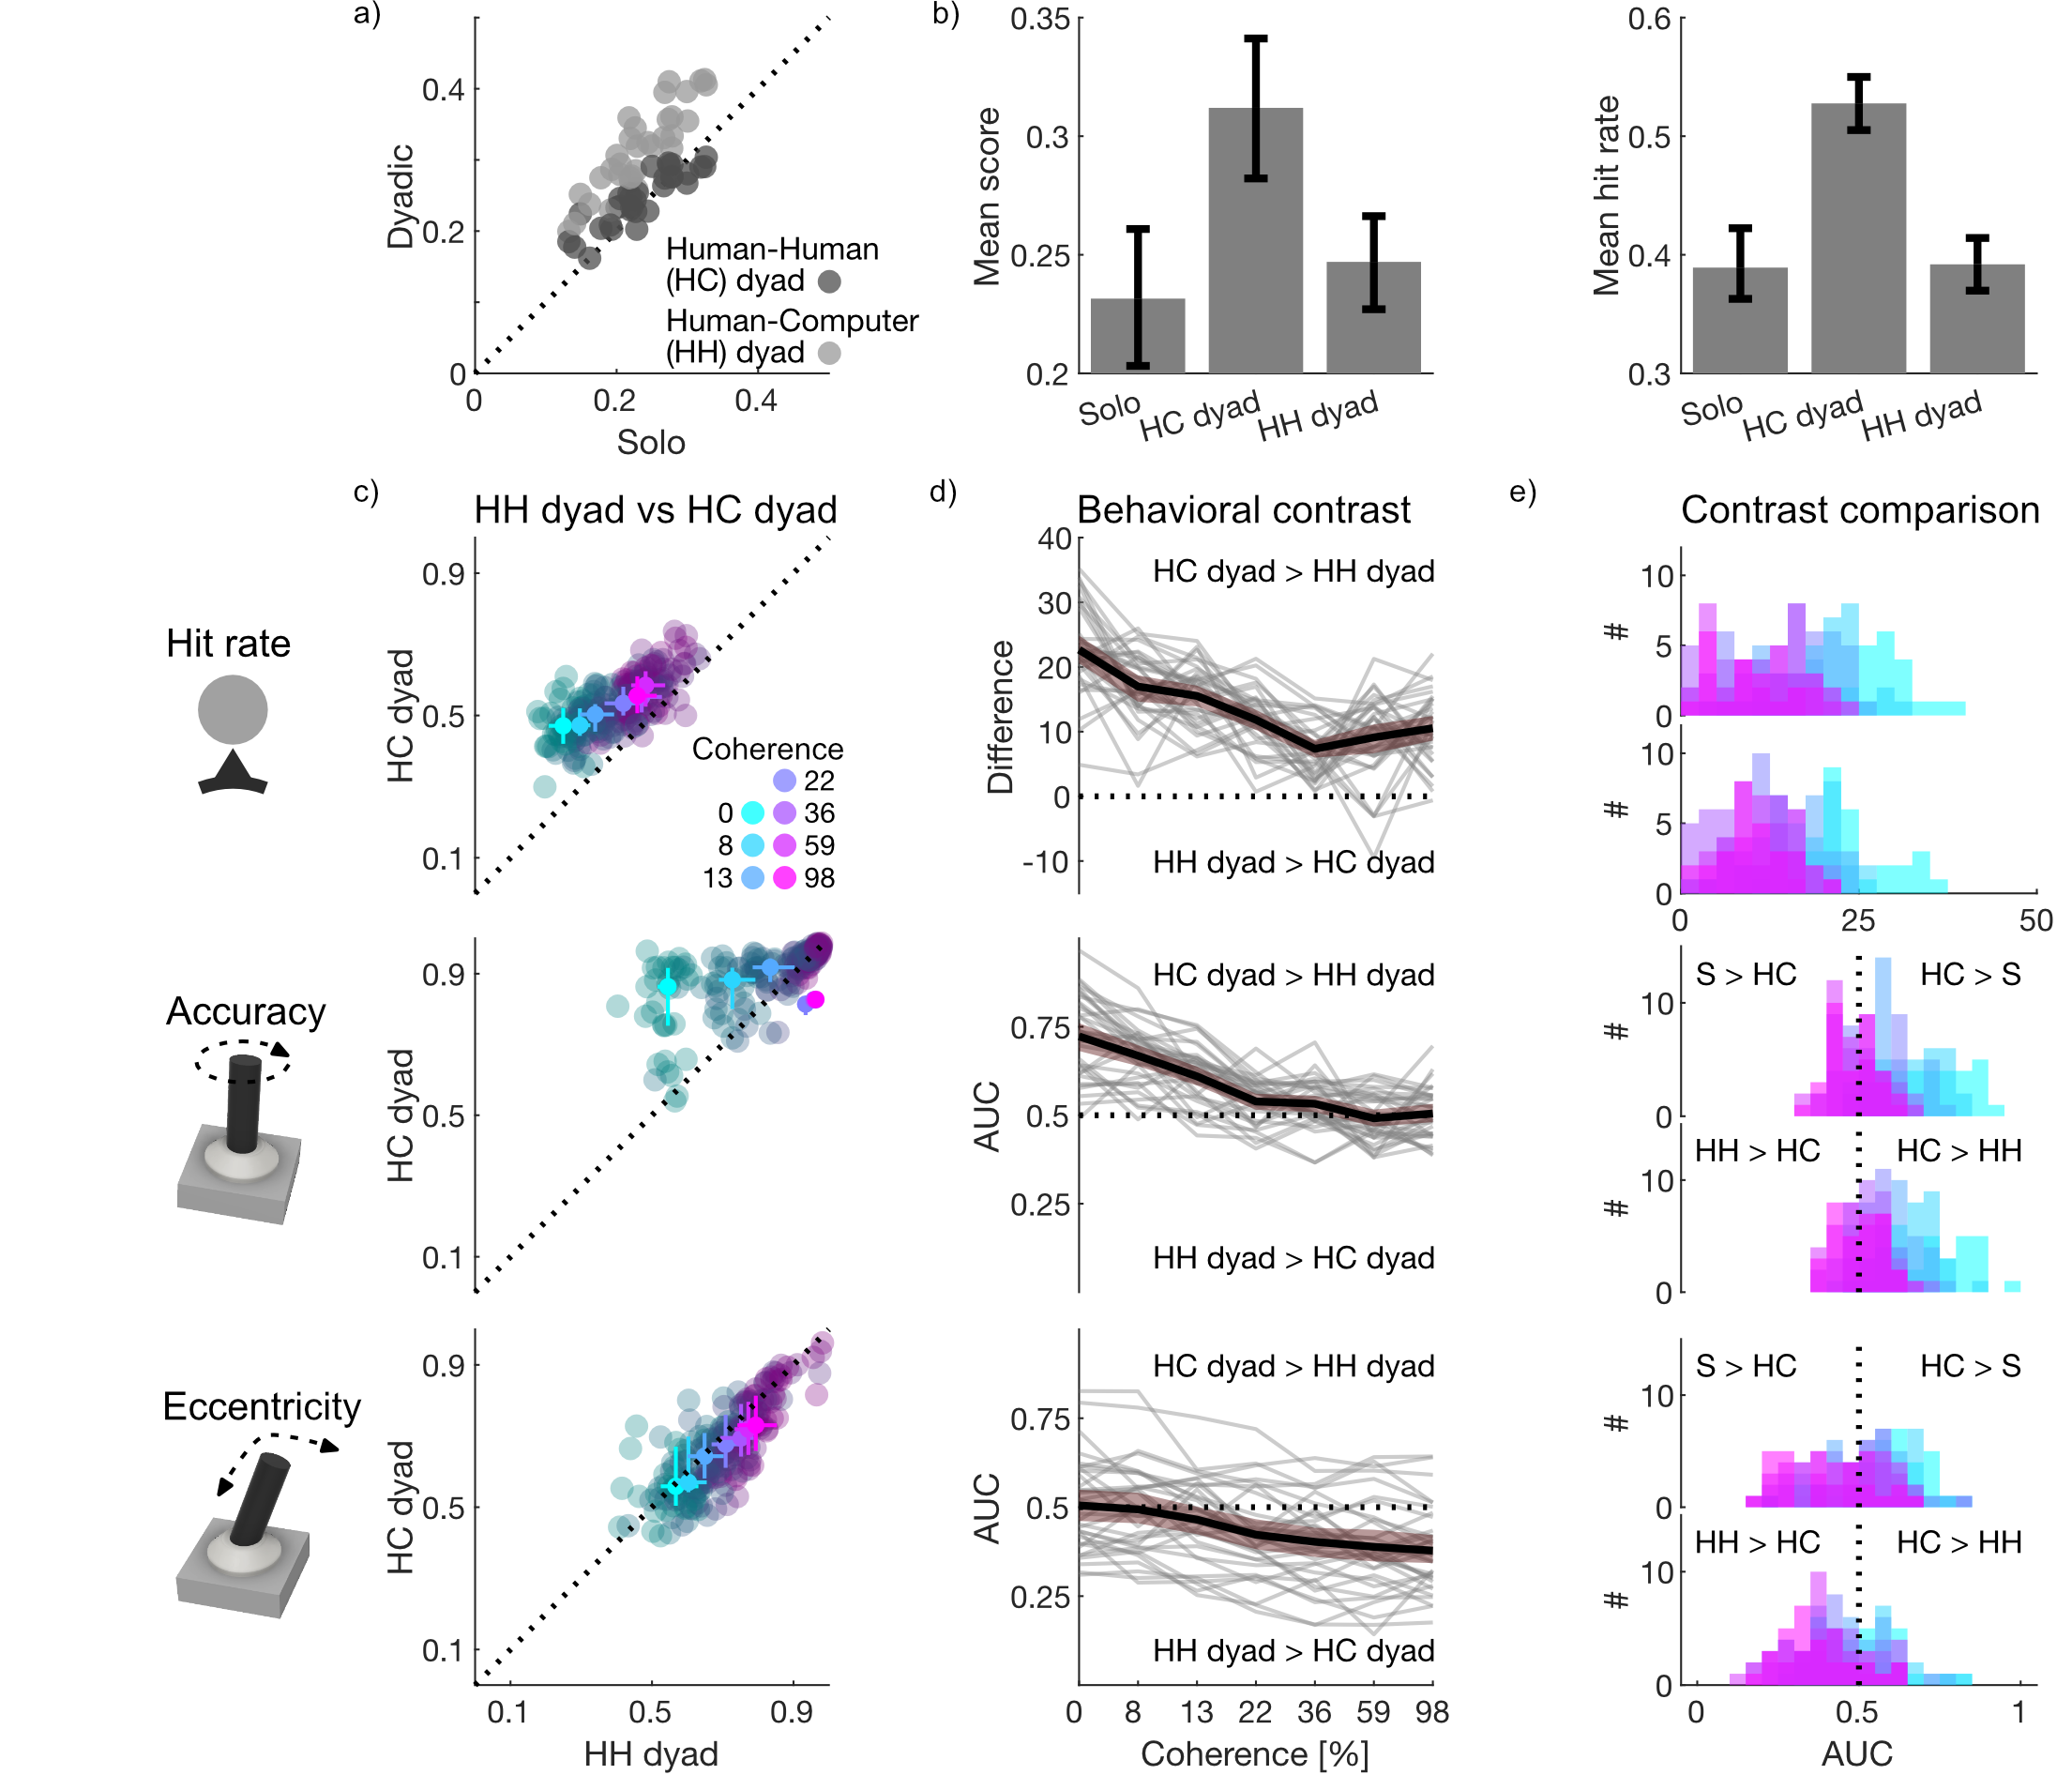 a)
0.4
0.2
0
Dyadic
0
0.2
0.4
Solo
Human-Human
(HC) dyad
Human-Computer
(HH) dyad
b)
0.35
0.3
0.25
0.2
Mean score
Solo
HC dyad
HH dyad
0.6
0.5
0.4
0.3
Mean hit rate
Solo
HC dyad
HH dyad
c)
HH dyad vs HC dyad
Hit rate
0.9
0.5
0.1
HC dyad
Coherence
22
0
36
8
59
13
98
Accuracy
0.9
0.5
0.1
HC dyad
Eccentricity
0.9
0.5
0.1
HC dyad
0.1
0.5
0.9
HH dyad
d)
Behavioral contrast
40
30
20
10
0
-10
Difference
HC dyad > HH dyad
HH dyad > HC dyad
0.75
0.5
0.25
AUC
HC dyad > HH dyad
HH dyad > HC dyad
0.75
0.5
0.25
AUC
HC dyad > HH dyad
HH dyad > HC dyad
0
8
13
22
36
59
98
Coherence [%]
e)
Contrast comparison
10
5
0
#
10
5
0
#
0
25
50
S > HC
HC > S
10
0
#
HH > HC
HC > HH
10
0
#
S > HC
HC > S
10
0
#
HH > HC
HC > HH
10
0
#
0
0.5
1
AUC